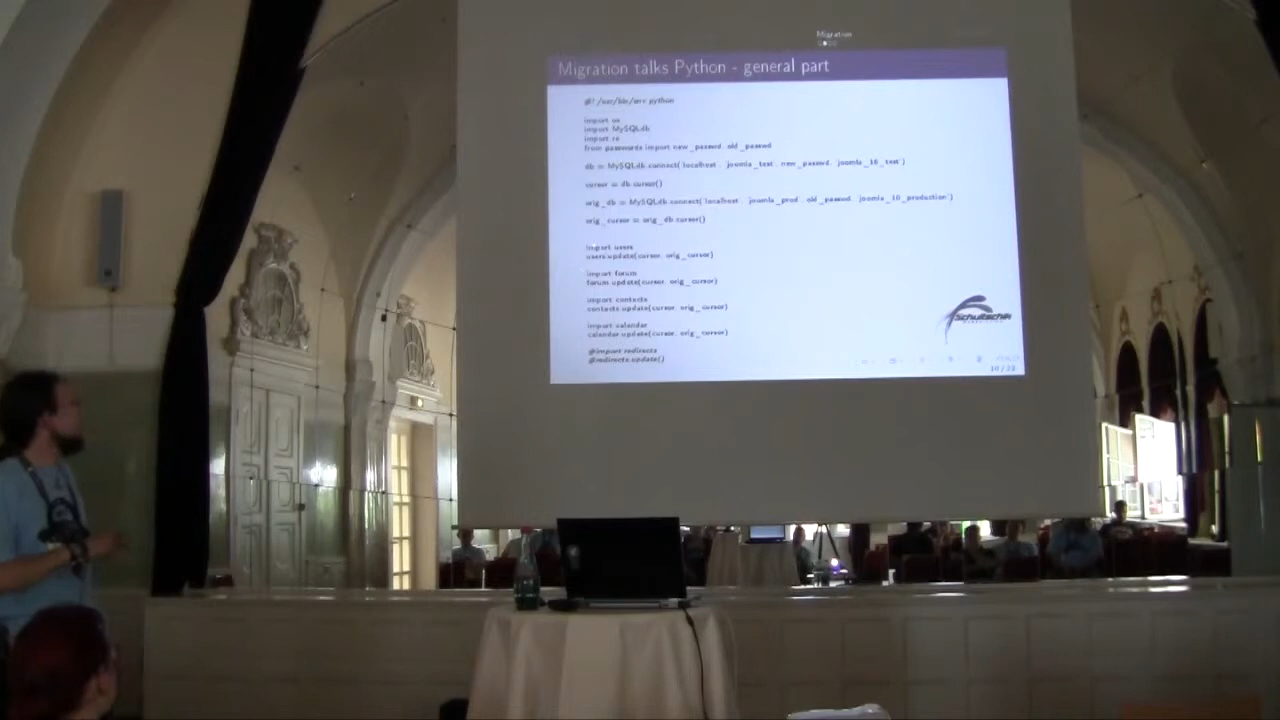 Migration
Migration talks Python - general part
#! /usr/bin/env python
import os
import MySQLdb
import re
from passwords import new_passwd, old_passwd
db = MySQLdb.connect('localhost', 'joomla_test', new_passwd, 'joomla_16_test')
cursor = db.cursor()
orig_db = MySQLdb.connect('localhost', 'joomla_prod', old_passwd, 'joomla_10_production')
orig_cursor = orig_db.cursor()
import users
users.update(cursor, orig_cursor)
import forum
forum.update(cursor, orig_cursor)
import contacts
contacts.update(cursor, orig_cursor)
import calendar
calendar.update(cursor, orig_cursor)
#import redirects
#redirects.update()
Schultschik
10 / 23